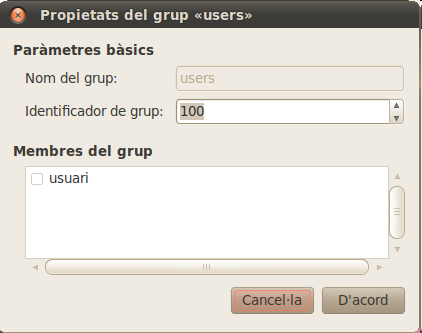 Propietats del grup «users»
Paràmetres bàsics
Nom del grup: users
Identificador de grup: 100
Membres del grup
usuari
Cancel·la D'acord